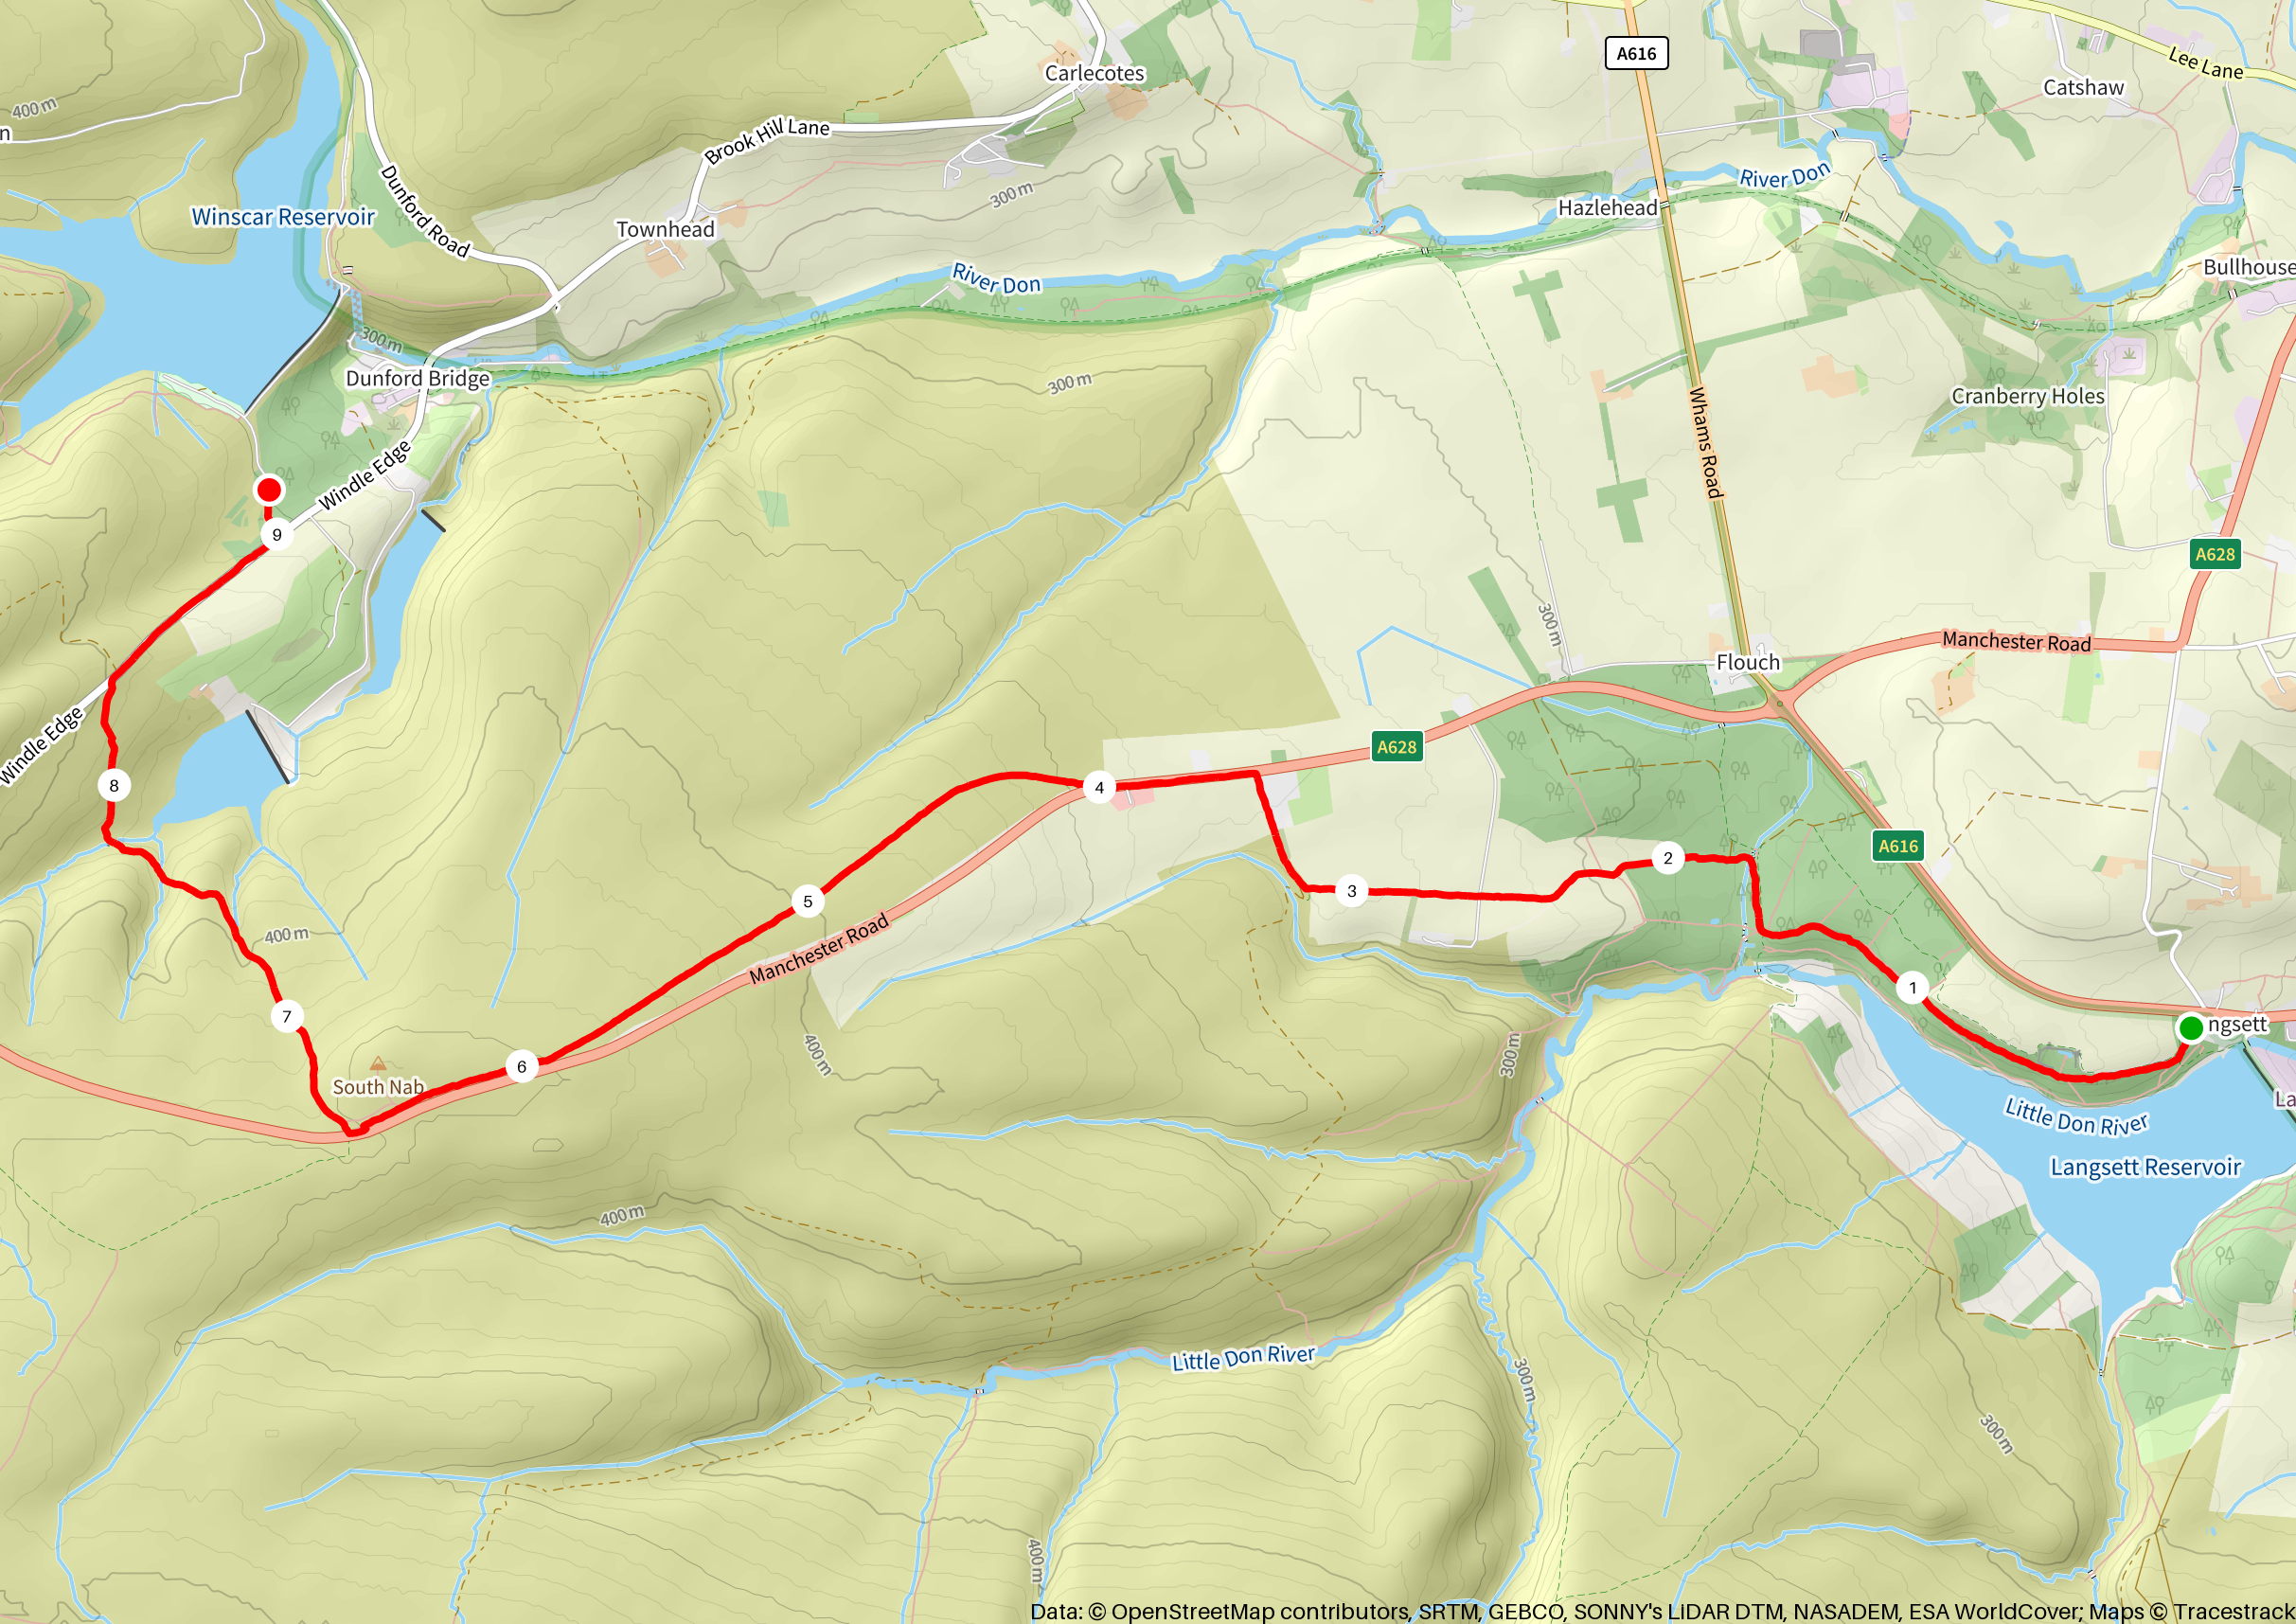 A616
Lee Lane
Carlecotes
Catshaw
400 m
n
Brook Hill Lane
Dunford Road
River Don
300 m
Hazlehead
Winscar Reservoir
Townhead
Bullhouse
River Don
300 m
Dunford Bridge
300 m
Cranberry Holes
Whams Road
Windle Edge
9
A628
300 m
Manchester Road
Flouch
Windle Edge
A628
8
4
A616
2
5
3
400 m
Manchester Road
1
7
ngsett
400 m
300 m
6
South Nab
La
Little Don River
Langsett Reservoir
400 m
Little Don River
300 m
300 m
400 m
Data: © OpenStreetMap contributors, SRTM, GEBCO, SONNY's LiDAR DTM, NASADEM, ESA WorldCover; Maps © Tracestrack